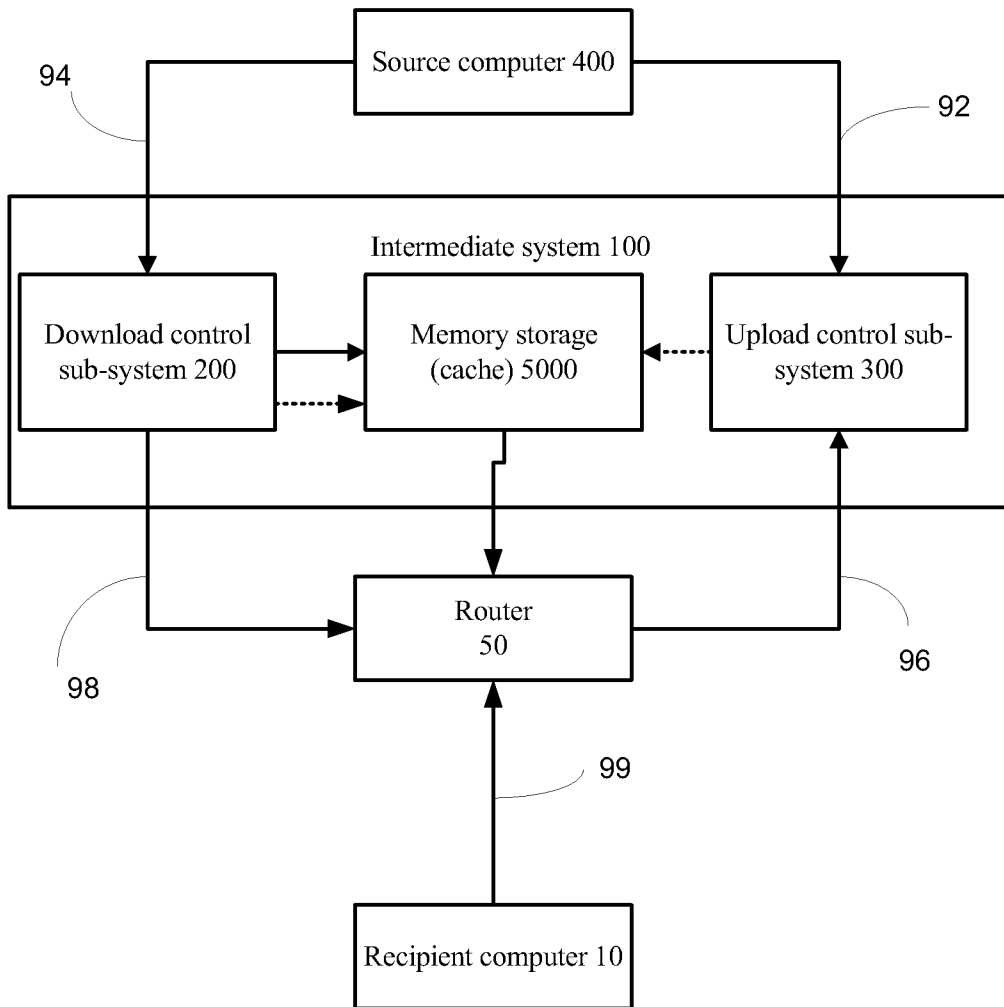 Source computer 400
94
92
Intermediate system 100
Download control
sub-system 200
Memory storage
(cache) 5000
Upload control sub-
system 300
Router
50
98
96
99
Recipient computer 10